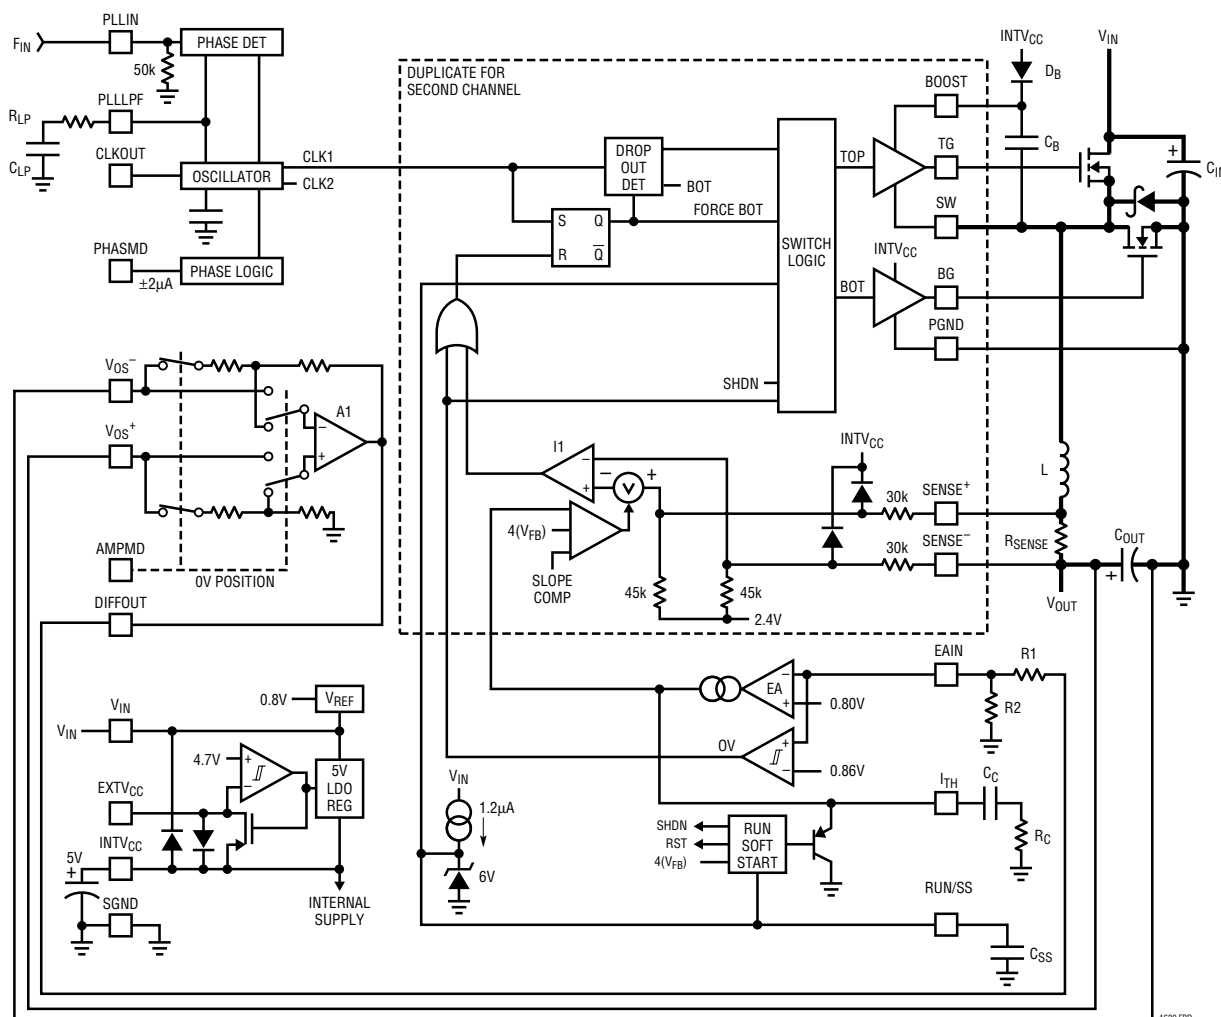 PLLIN
F_IN
PHASE DET
50k
PLLLPF
R_LP
C_LP
CLKOUT
OSCILLATOR
CLK1
CLK2
PHASMD
±2µA
PHASE LOGIC
DUPLICATE FOR
SECOND CHANNEL
DROP
OUT
DET
BOT
S
Q
R
Q̅
FORCE BOT
SWITCH
LOGIC
TOP
BOT
SHDN
INTV_CC
D_B
BOOST
C_B
TG
SW
INTV_CC
BG
PGND
V_IN
+
C_IN
V_OS^−
V_OS^+
A1
−
+
AMPMD
0V POSITION
DIFFOUT
I1
−
+
−
+
V
4(V_FB)
SLOPE
COMP
45k
45k
2.4V
INTV_CC
30k
SENSE^+
30k
SENSE^−
L
R_SENSE
C_OUT
+
V_OUT
0.8V
V_REF
V_IN
V_IN
4.7V
+
−
5V
LDO
REG
EXTV_CC
INTV_CC
5V
+
SGND
INTERNAL
SUPPLY
EAIN
R1
R2
EA
−
+
0.80V
OV
+
−
0.86V
V_IN
1.2µA
6V
I_TH
C_C
R_C
SHDN
RST
4(V_FB)
RUN
SOFT
START
RUN/SS
C_SS